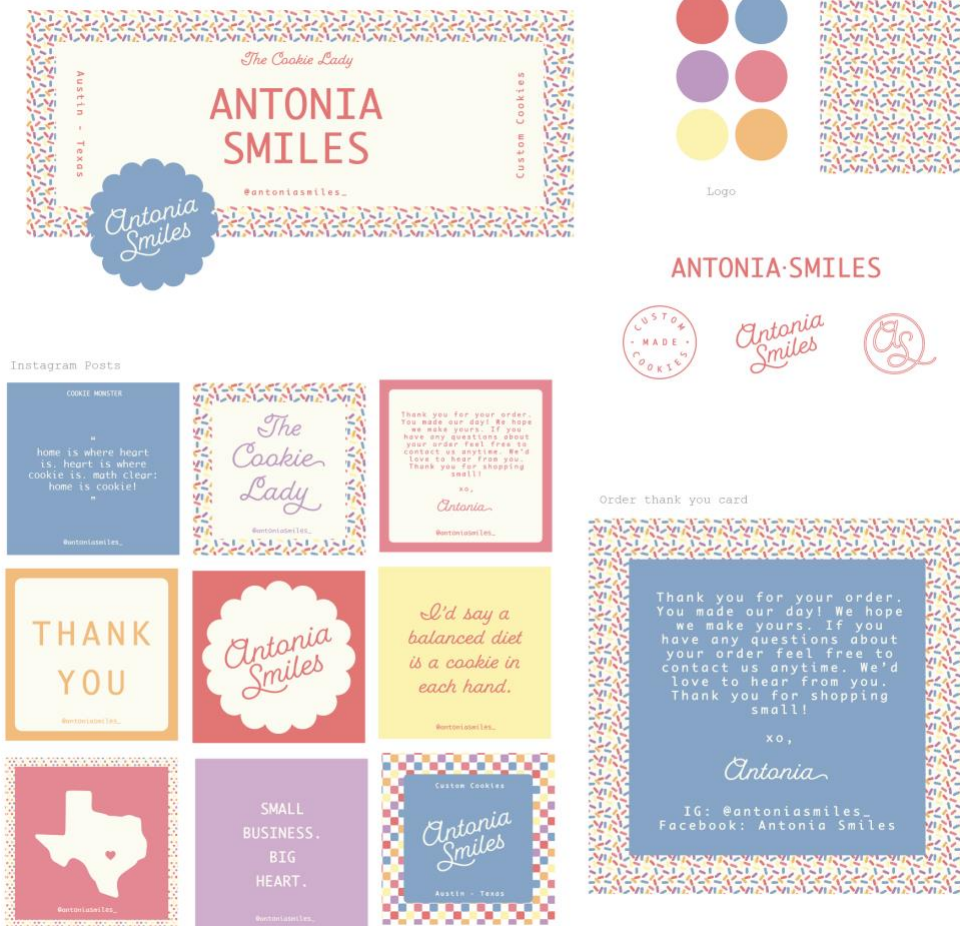 The Cookie Lady
Austin - Texas
ANTONIA
SMILES
Custom Cookies
@antoniasmiles_
Antonia
Smiles
Logo
ANTONIA·SMILES
CUSTOM
· MADE ·
COOKIES
Antonia
Smiles
AS
Instagram Posts
COOKIE MONSTER
"
home is where heart
is. heart is where
cookie is. math clear:
home is cookie!
"
@antoniasmiles_
The
Cookie
Lady
@antoniasmiles_
Thank you for your order.
You made our day! We hope
we make yours. If you
have any questions about
your order feel free to
contact us anytime. We'd
love to hear from you.
Thank you for shopping
small!
xo,
Antonia
@antoniasmiles_
THANK
YOU
@antoniasmiles_
Antonia
Smiles
I'd say a
balanced diet
is a cookie in
each hand.
@antoniasmiles_
@antoniasmiles_
SMALL
BUSINESS.
BIG
HEART.
@antoniasmiles_
Custom Cookies
Antonia
Smiles
Austin - Texas
Order thank you card
Thank you for your order.
You made our day! We hope
we make yours. If you
have any questions about
your order feel free to
contact us anytime. We'd
love to hear from you.
Thank you for shopping
small!
xo,
Antonia
IG: @antoniasmiles_
Facebook: Antonia Smiles